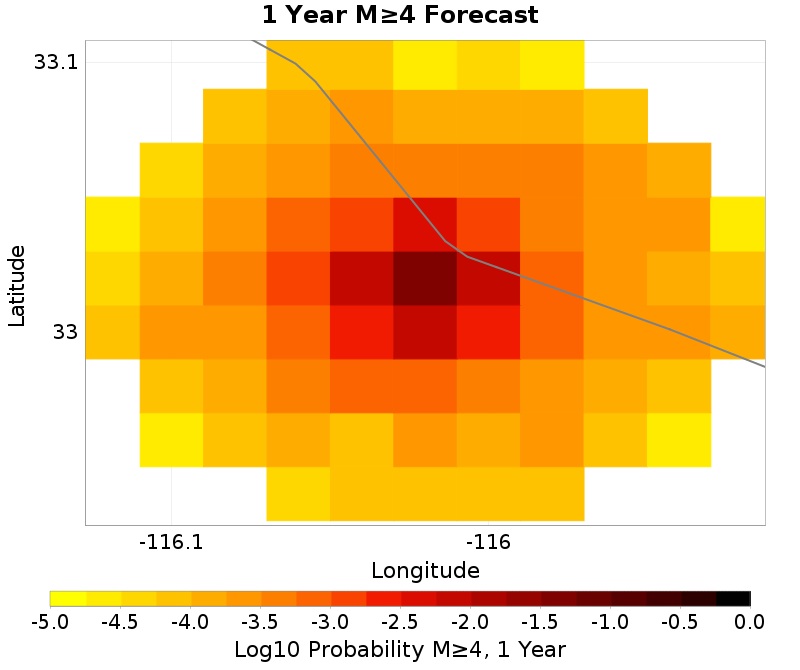 1 Year M≥4 Forecast
33.1
33
Latitude
-116.1 -116
Longitude
-5.0 -4.5 -4.0 -3.5 -3.0 -2.5 -2.0 -1.5 -1.0 -0.5 0.0
Log10 Probability M≥4, 1 Year